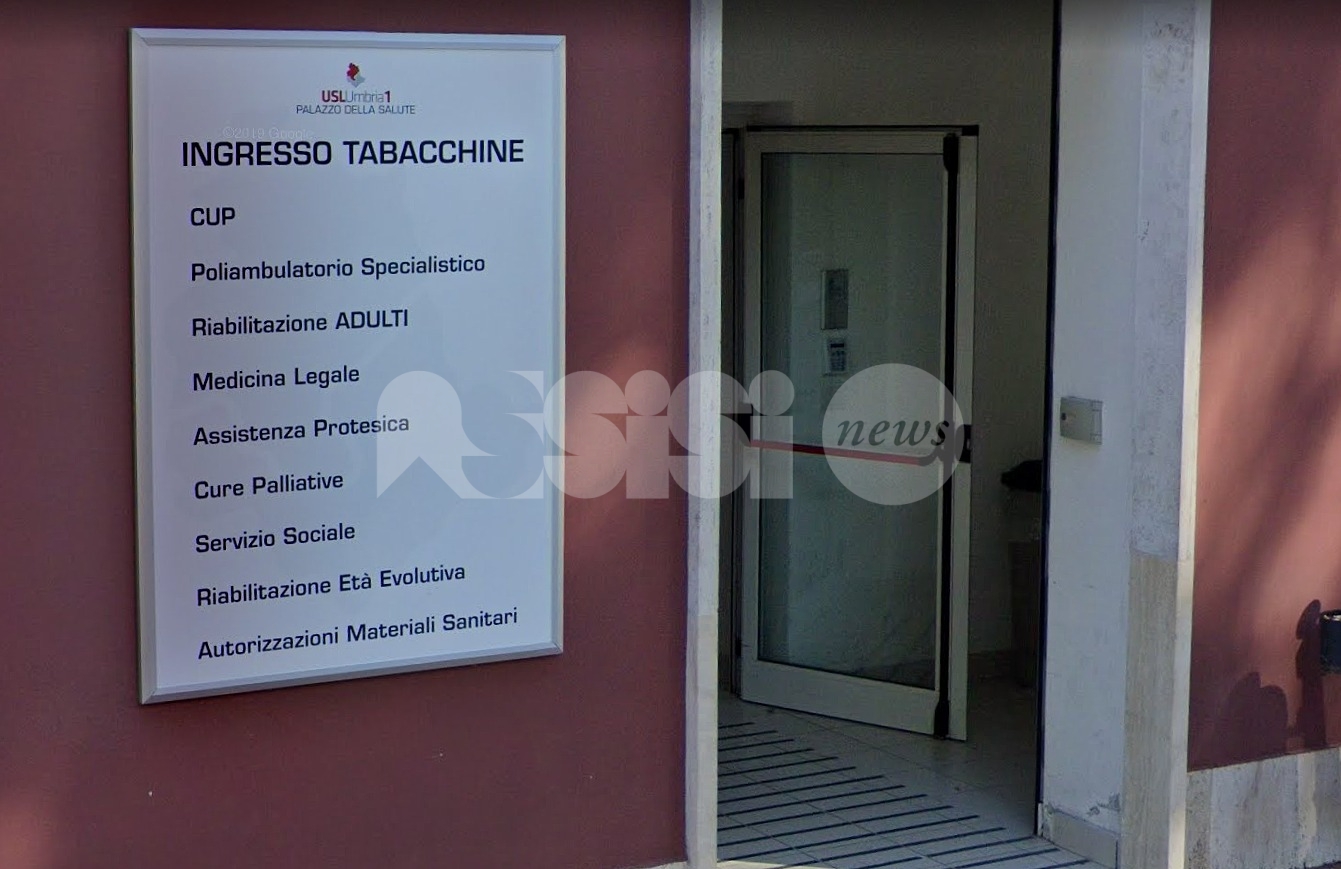 USLUmbria1
PALAZZO DELLA SALUTE
©2019 Google
INGRESSO TABACCHINE
CUP
Poliambulatorio Specialistico
Riabilitazione ADULTI
Medicina Legale
Assistenza Protesica
Cure Palliative
Servizio Sociale
Riabilitazione Età Evolutiva
Autorizzazioni Materiali Sanitari
ASSISI news